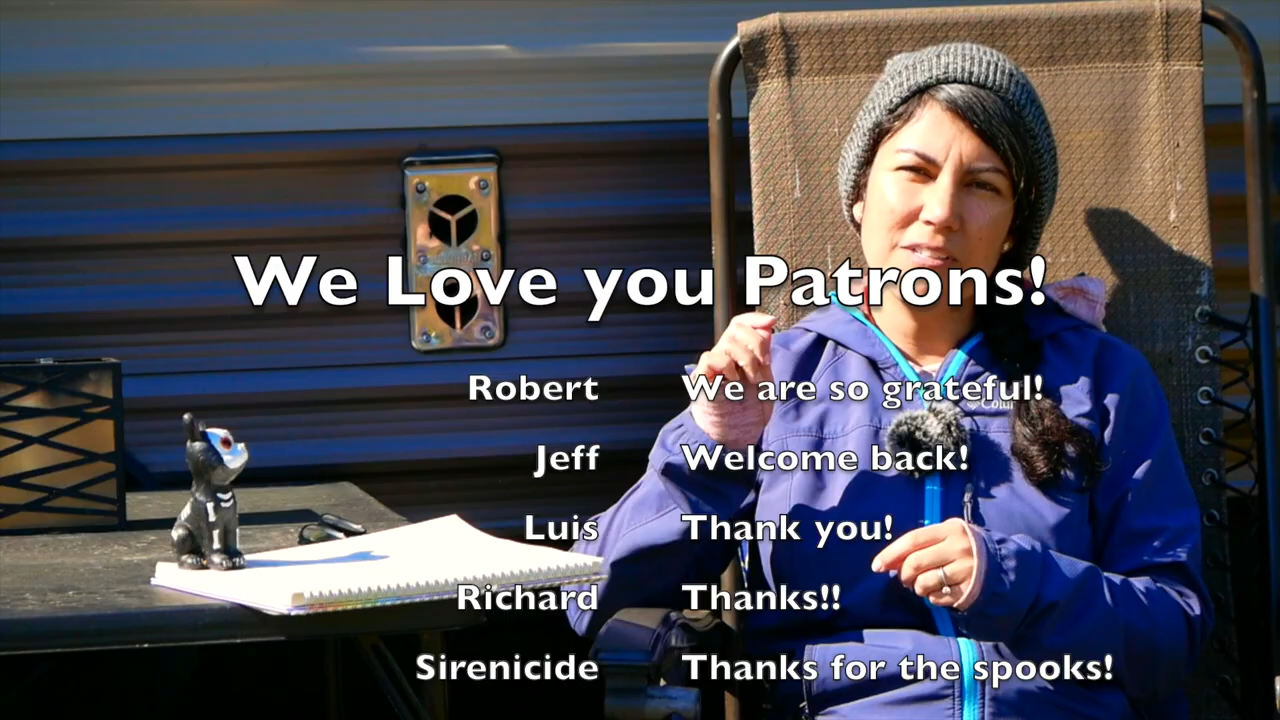 We Love you Patrons!
Robert We are so grateful!
Jeff Welcome back!
Luis Thank you!
Richard Thanks!!
Sirenicide Thanks for the spooks!